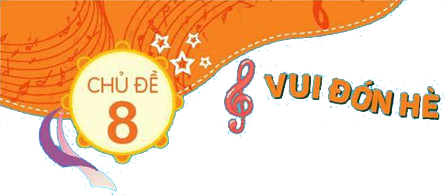 CHỦ ĐỀ
8
VUI ĐÓN HÈ